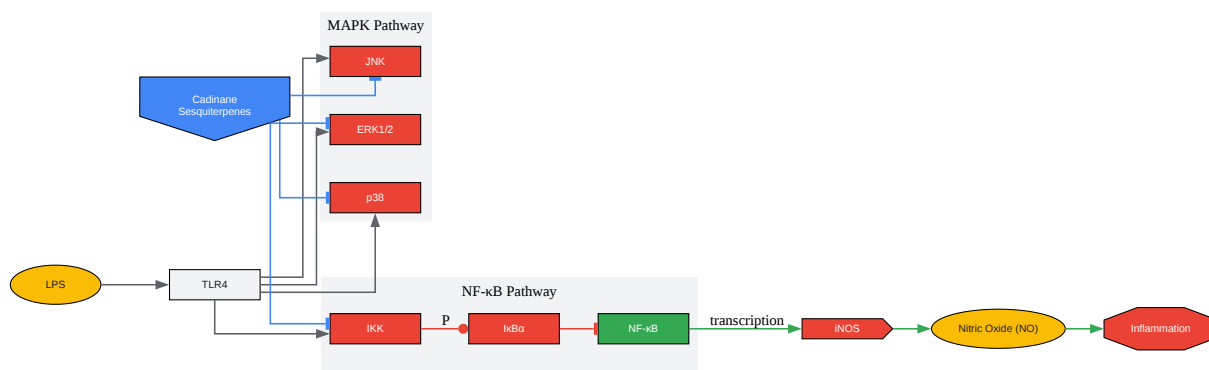 MAPK Pathway
JNK
Cadinane
Sesquiterpenes
ERK1/2
p38
LPS
TLR4
NF-κB Pathway
IKK
P
IκBα
NF-κB
transcription
iNOS
Nitric Oxide (NO)
Inflammation